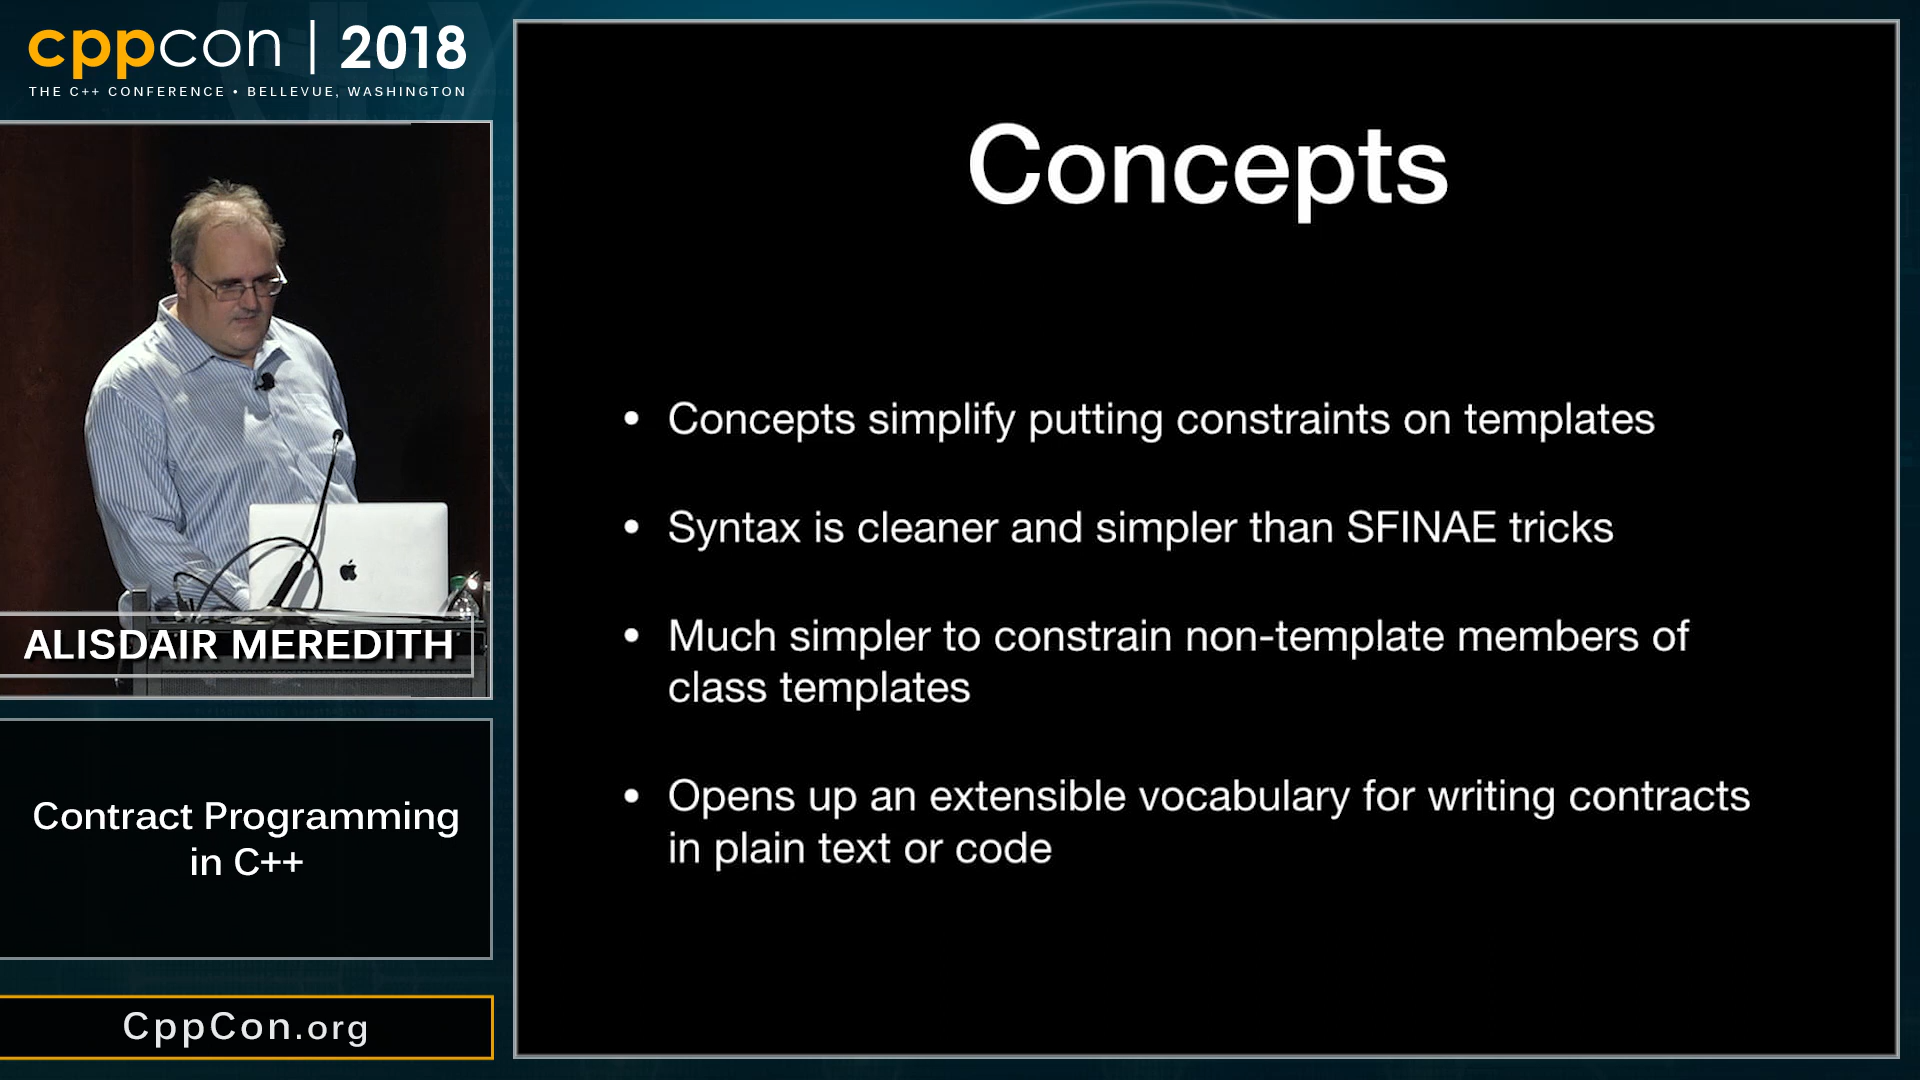 cppcon | 2018
THE C++ CONFERENCE • BELLEVUE, WASHINGTON
ALISDAIR MEREDITH
Contract Programming
in C++
CppCon.org
Concepts
• Concepts simplify putting constraints on templates
• Syntax is cleaner and simpler than SFINAE tricks
• Much simpler to constrain non-template members of
class templates
• Opens up an extensible vocabulary for writing contracts
in plain text or code